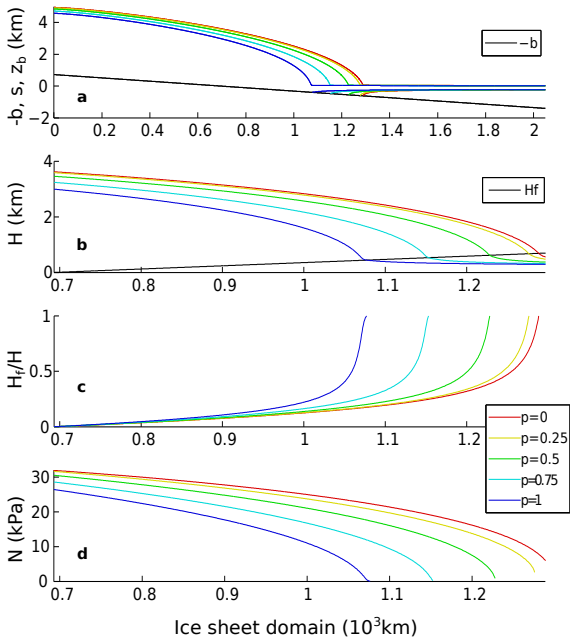 -b, s, z_b (km)
4
2
0
−2
a
−b
0 0.2 0.4 0.6 0.8 1 1.2 1.4 1.6 1.8 2
H (km)
4
2
0
b
Hf
0.7 0.8 0.9 1 1.1 1.2
H_f/H
1
0.5
0
c
0.7 0.8 0.9 1 1.1 1.2
p=0
p=0.25
p=0.5
p=0.75
p=1
N (kPa)
30
20
10
0
d
0.7 0.8 0.9 1 1.1 1.2
Ice sheet domain (10³km)